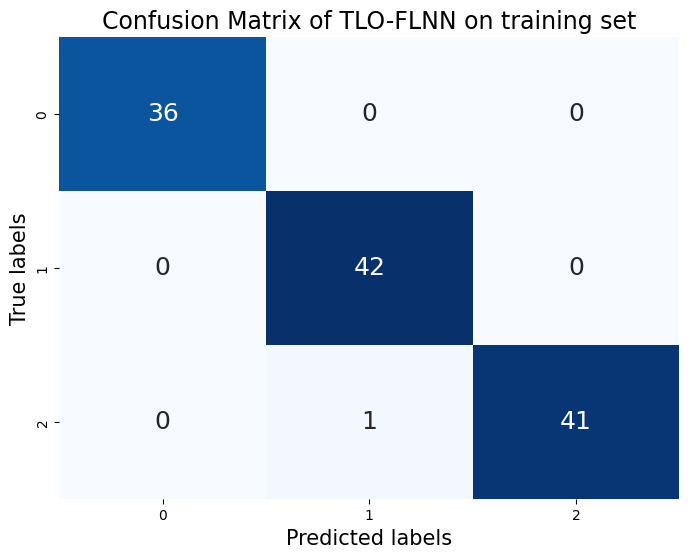 Confusion Matrix of TLO-FLNN on training set
True labels
0
36 0 0
1
0 42 0
2
0 1 41
0 1 2
Predicted labels